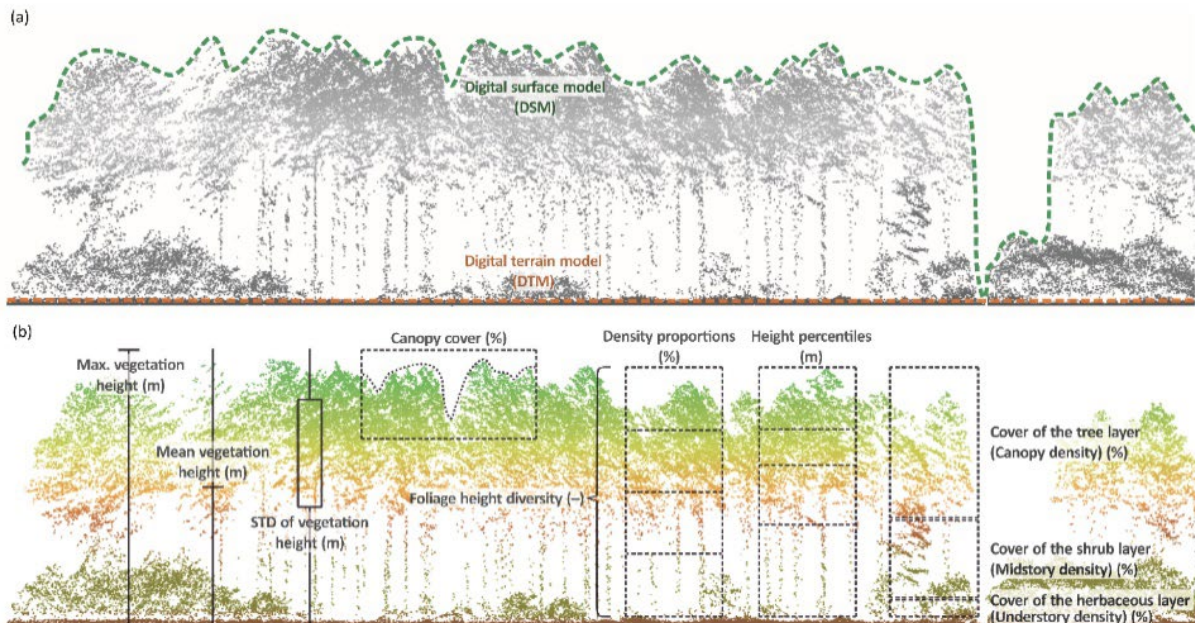 (a)
Digital surface model
(DSM)
Digital terrain model
(DTM)
(b)
Max. vegetation
height (m)
Mean vegetation
height (m)
STD of vegetation
height (m)
Canopy cover (%)
Foliage height diversity (–)
Density proportions
(%)
Height percentiles
(m)
Cover of the tree layer
(Canopy density) (%)
Cover of the shrub layer
(Midstory density) (%)
Cover of the herbaceous layer
(Understory density) (%)